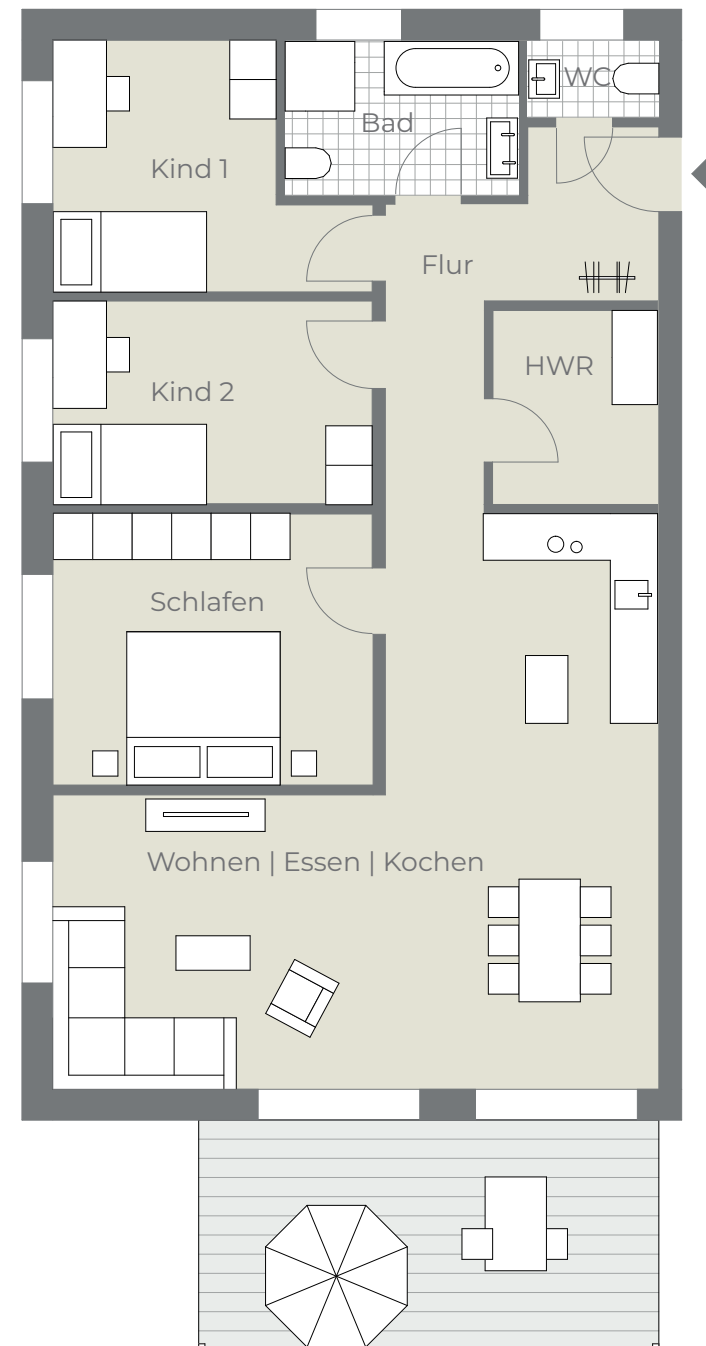 WC
Bad
Kind 1
Flur
HWR
Kind 2
Schlafen
Wohnen | Essen | Kochen